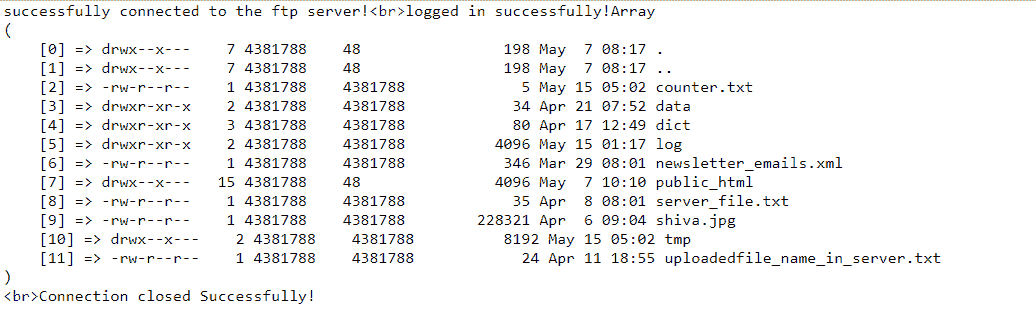 successfully connected to the ftp server!<br>logged in successfully!Array
(
    [0] => drwx--x---    7 4381788    48                198 May  7 08:17 .
    [1] => drwx--x---    7 4381788    48                198 May  7 08:17 ..
    [2] => -rw-r--r--    1 4381788    4381788             5 May 15 05:02 counter.txt
    [3] => drwxr-xr-x    2 4381788    4381788            34 Apr 21 07:52 data
    [4] => drwxr-xr-x    3 4381788    4381788            80 Apr 17 12:49 dict
    [5] => drwxr-xr-x    2 4381788    4381788          4096 May 15 01:17 log
    [6] => -rw-r--r--    1 4381788    4381788           346 Mar 29 08:01 newsletter_emails.xml
    [7] => drwx--x---   15 4381788    48               4096 May  7 10:10 public_html
    [8] => -rw-r--r--    1 4381788    4381788            35 Apr  8 08:01 server_file.txt
    [9] => -rw-r--r--    1 4381788    4381788        228321 Apr  6 09:04 shiva.jpg
    [10] => drwx--x---    2 4381788    4381788          8192 May 15 05:02 tmp
    [11] => -rw-r--r--    1 4381788    4381788            24 Apr 11 18:55 uploadedfile_name_in_server.txt
)
<br>Connection closed Successfully!